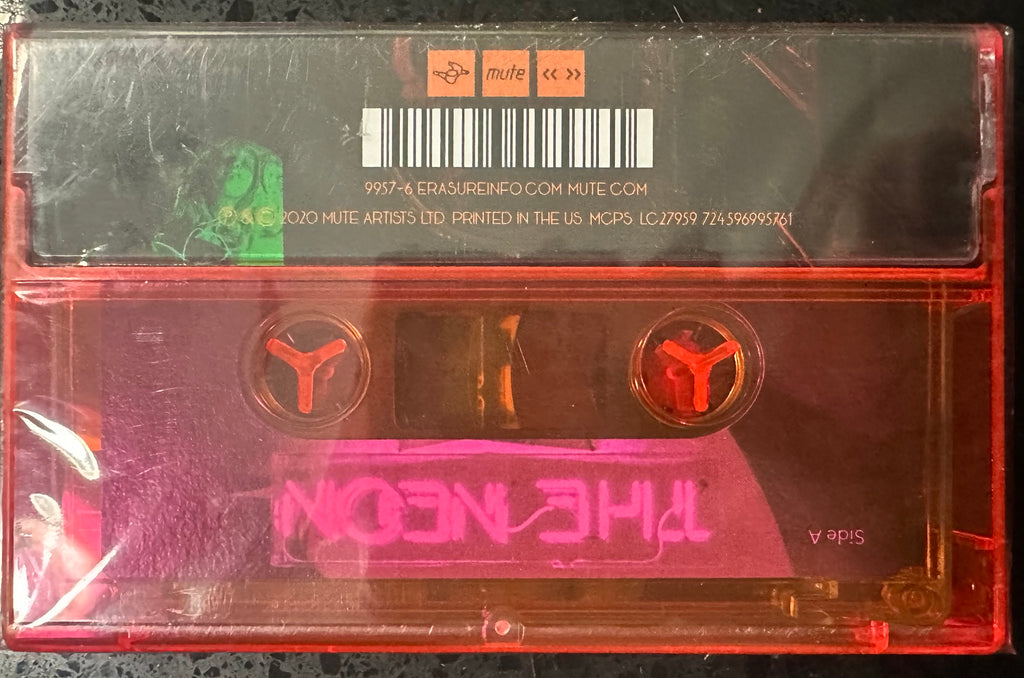 mute
9957-6 ERASUREINFO.COM MUTE.COM
℗ & © 2020 MUTE ARTISTS LTD. PRINTED IN THE US MCPS LC27959 724596995761
THE NEON
Side A